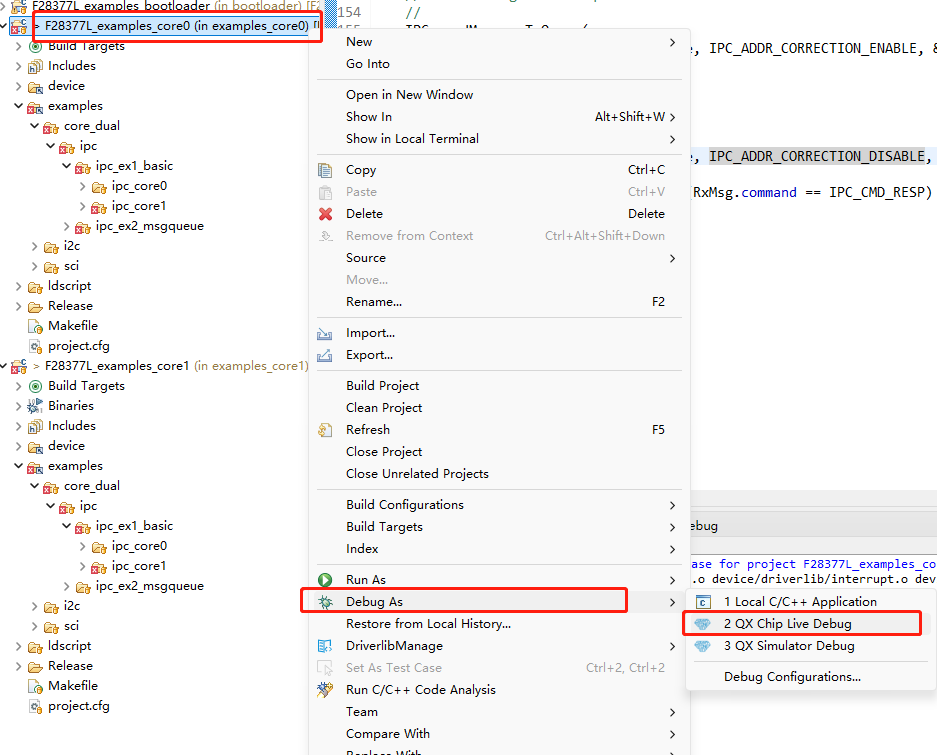 F28377L_examples_bootloader (in bootloader)
> F28377L_examples_core0 (in examples_core0)
Build Targets
Includes
device
examples
core_dual
ipc
ipc_ex1_basic
ipc_core0
ipc_core1
ipc_ex2_msgqueue
i2c
sci
ldscript
Release
Makefile
project.cfg
> F28377L_examples_core1 (in examples_core1)
Build Targets
Binaries
Includes
device
examples
core_dual
ipc
ipc_ex1_basic
ipc_core0
ipc_core1
ipc_ex2_msgqueue
i2c
sci
ldscript
Release
Makefile
project.cfg
New
Go Into
Open in New Window
Show In Alt+Shift+W
Show in Local Terminal
Copy Ctrl+C
Paste Ctrl+V
Delete Delete
Remove from Context Ctrl+Alt+Shift+Down
Source
Move...
Rename... F2
Import...
Export...
Build Project
Clean Project
Refresh F5
Close Project
Close Unrelated Projects
Build Configurations
Build Targets
Index
Run As
Debug As
Restore from Local History...
DriverlibManage
Set As Test Case Ctrl+2, Ctrl+2
Run C/C++ Code Analysis
Team
Compare With
Replace With
154 //
, IPC_ADDR_CORRECTION_ENABLE, &
, IPC_ADDR_CORRECTION_DISABLE,
RxMsg.command == IPC_CMD_RESP)
ebug
ase for project F28377L_examples_co
.o device/driverlib/interrupt.o dev
1 Local C/C++ Application
2 QX Chip Live Debug
3 QX Simulator Debug
Debug Configurations...